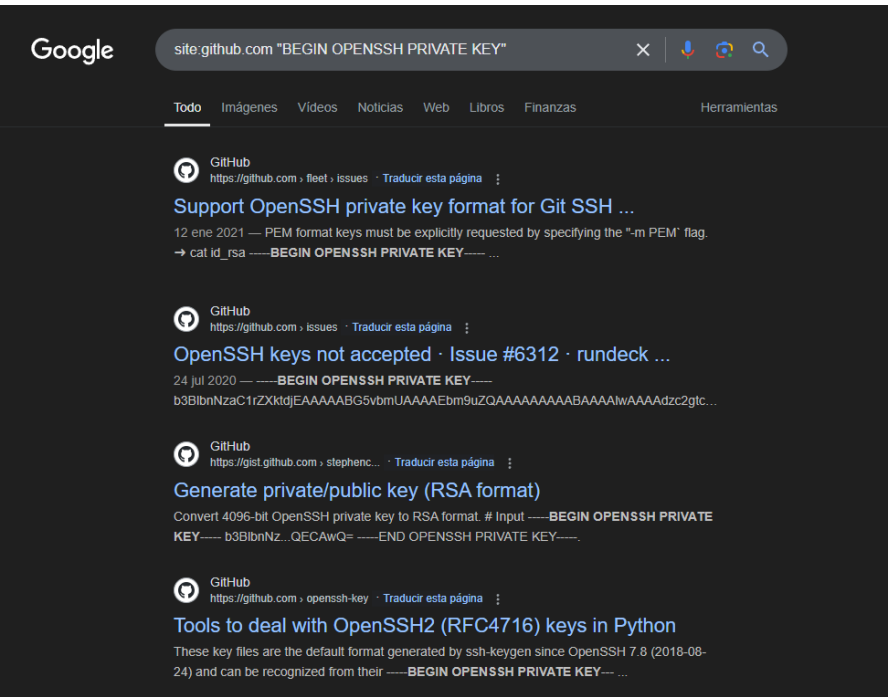 Google
site:github.com "BEGIN OPENSSH PRIVATE KEY"
Todo Imágenes Vídeos Noticias Web Libros Finanzas Herramientas
GitHub
https://github.com › fleet › issues · Traducir esta página
Support OpenSSH private key format for Git SSH ...
12 ene 2021 — PEM format keys must be explicitly requested by specifying the "-m PEM` flag.
➔ cat id_rsa -----BEGIN OPENSSH PRIVATE KEY----- ...
GitHub
https://github.com › issues · Traducir esta página
OpenSSH keys not accepted · Issue #6312 · rundeck ...
24 jul 2020 — -----BEGIN OPENSSH PRIVATE KEY-----
b3BlbnNzaC1rZXktdjEAAAAABG5vbmUAAAAEbm9uZQAAAAAAAAABAAAAlwAAAAdzc2gtc...
GitHub
https://gist.github.com › stephenc... · Traducir esta página
Generate private/public key (RSA format)
Convert 4096-bit OpenSSH private key to RSA format. # Input -----BEGIN OPENSSH PRIVATE
KEY----- b3BlbnNz...QECAwQ= -----END OPENSSH PRIVATE KEY-----.
GitHub
https://github.com › openssh-key · Traducir esta página
Tools to deal with OpenSSH2 (RFC4716) keys in Python
These key files are the default format generated by ssh-keygen since OpenSSH 7.8 (2018-08-
24) and can be recognized from their -----BEGIN OPENSSH PRIVATE KEY--- ...